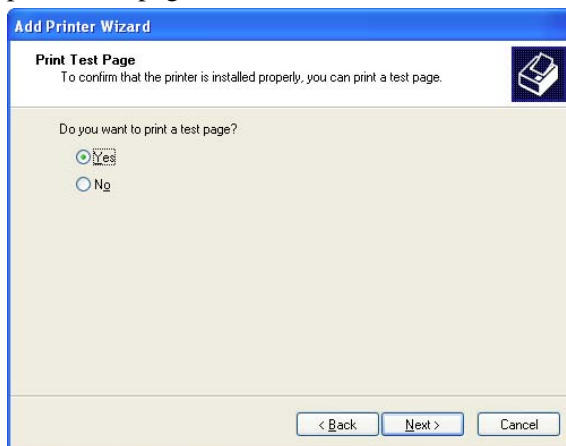 Add Printer Wizard
Print Test Page
To confirm that the printer is installed properly, you can print a test page.
Do you want to print a test page?
Yes
No
< Back Next > Cancel